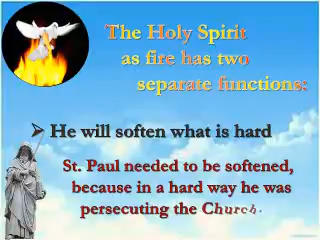 The Holy Spirit
as fire has two
separate functions:
➢ He will soften what is hard
St. Paul needed to be softened,
because in a hard way he was
persecuting the Church.